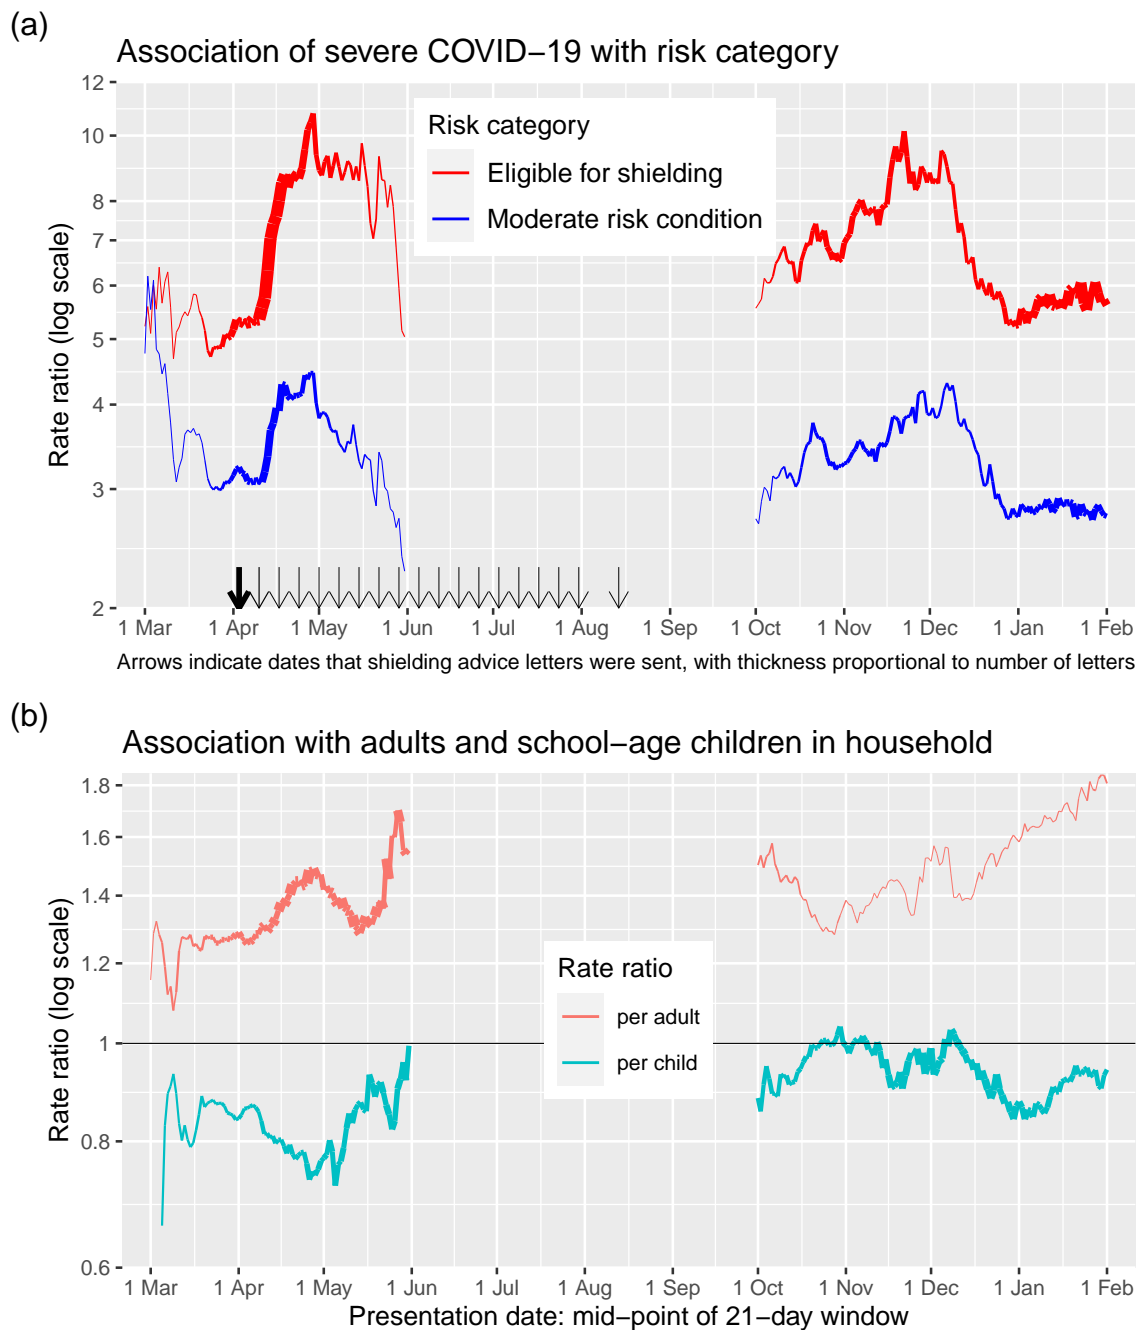 (a)
Association of severe COVID−19 with risk category
Rate ratio (log scale)
12
10
8
7
6
5
4
3
2
Risk category
Eligible for shielding
Moderate risk condition
1 Mar 1 Apr 1 May 1 Jun 1 Jul 1 Aug 1 Sep 1 Oct 1 Nov 1 Dec 1 Jan 1 Feb
Arrows indicate dates that shielding advice letters were sent, with thickness proportional to number of letters
(b)
Association with adults and school−age children in household
Rate ratio (log scale)
1.8
1.6
1.4
1.2
1
0.8
0.6
Rate ratio
per adult
per child
1 Mar 1 Apr 1 May 1 Jun 1 Jul 1 Aug 1 Sep 1 Oct 1 Nov 1 Dec 1 Jan 1 Feb
Presentation date: mid−point of 21−day window